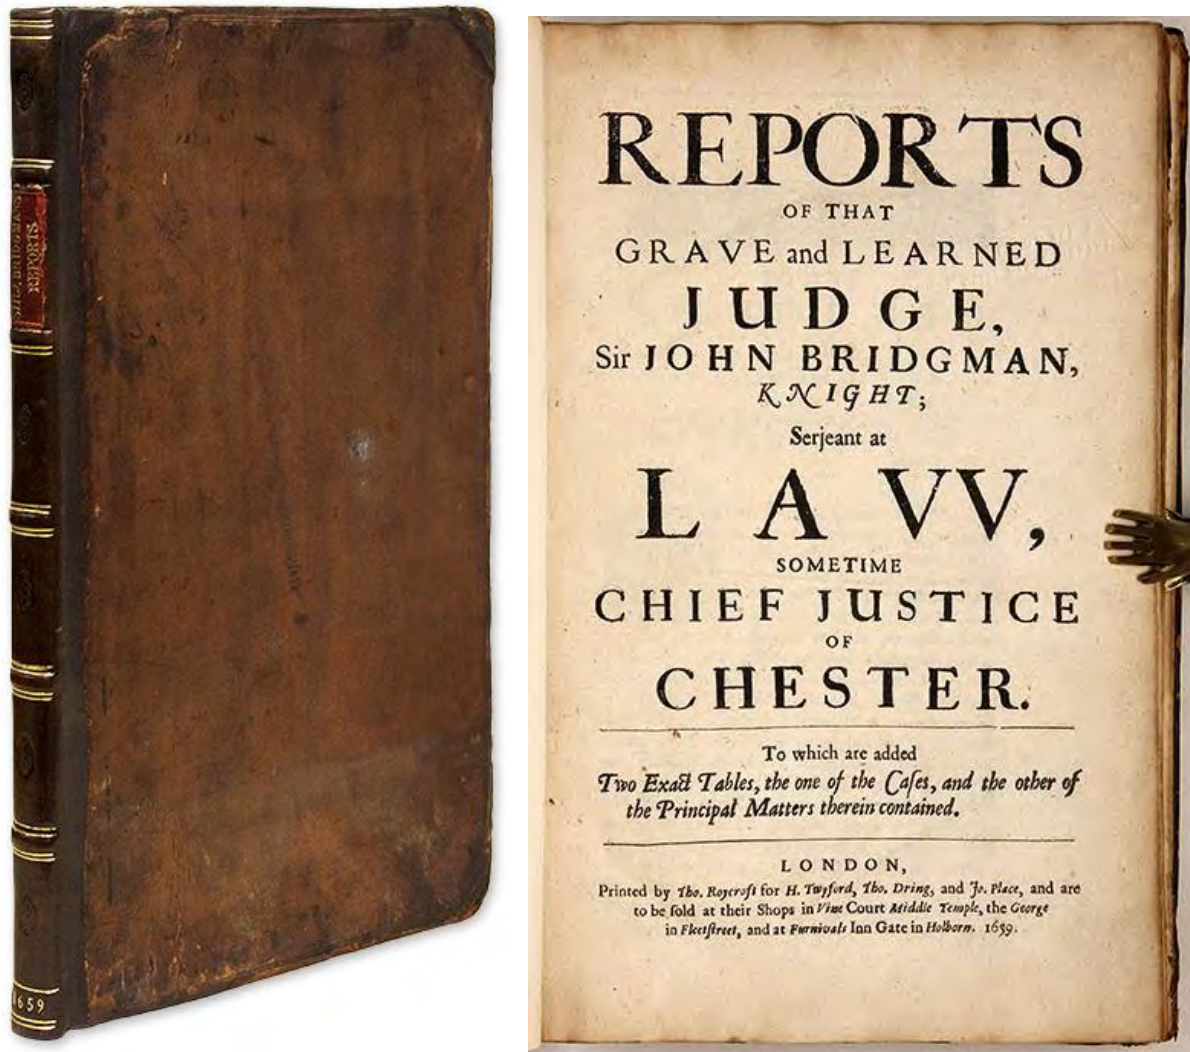 REPORTS
1659
REPORTS
OF THAT
GRAVE and LEARNED
JUDGE,
Sir JOHN BRIDGMAN,
KNIGHT;
Serjeant at
LAVV,
SOMETIME
CHIEF JUSTICE
OF
CHESTER.
To which are added
Two Exact Tables, the one of the Caſes, and the other of
the Principal Matters therein contained.
LONDON,
Printed by Tho. Roycroft for H. Twyford, Tho. Dring, and Jo. Place, and are
to be ſold at their Shops in Vine Court Middle Temple, the George
in Fleetſtreet, and at Furnivals Inn Gate in Holborn. 1659.